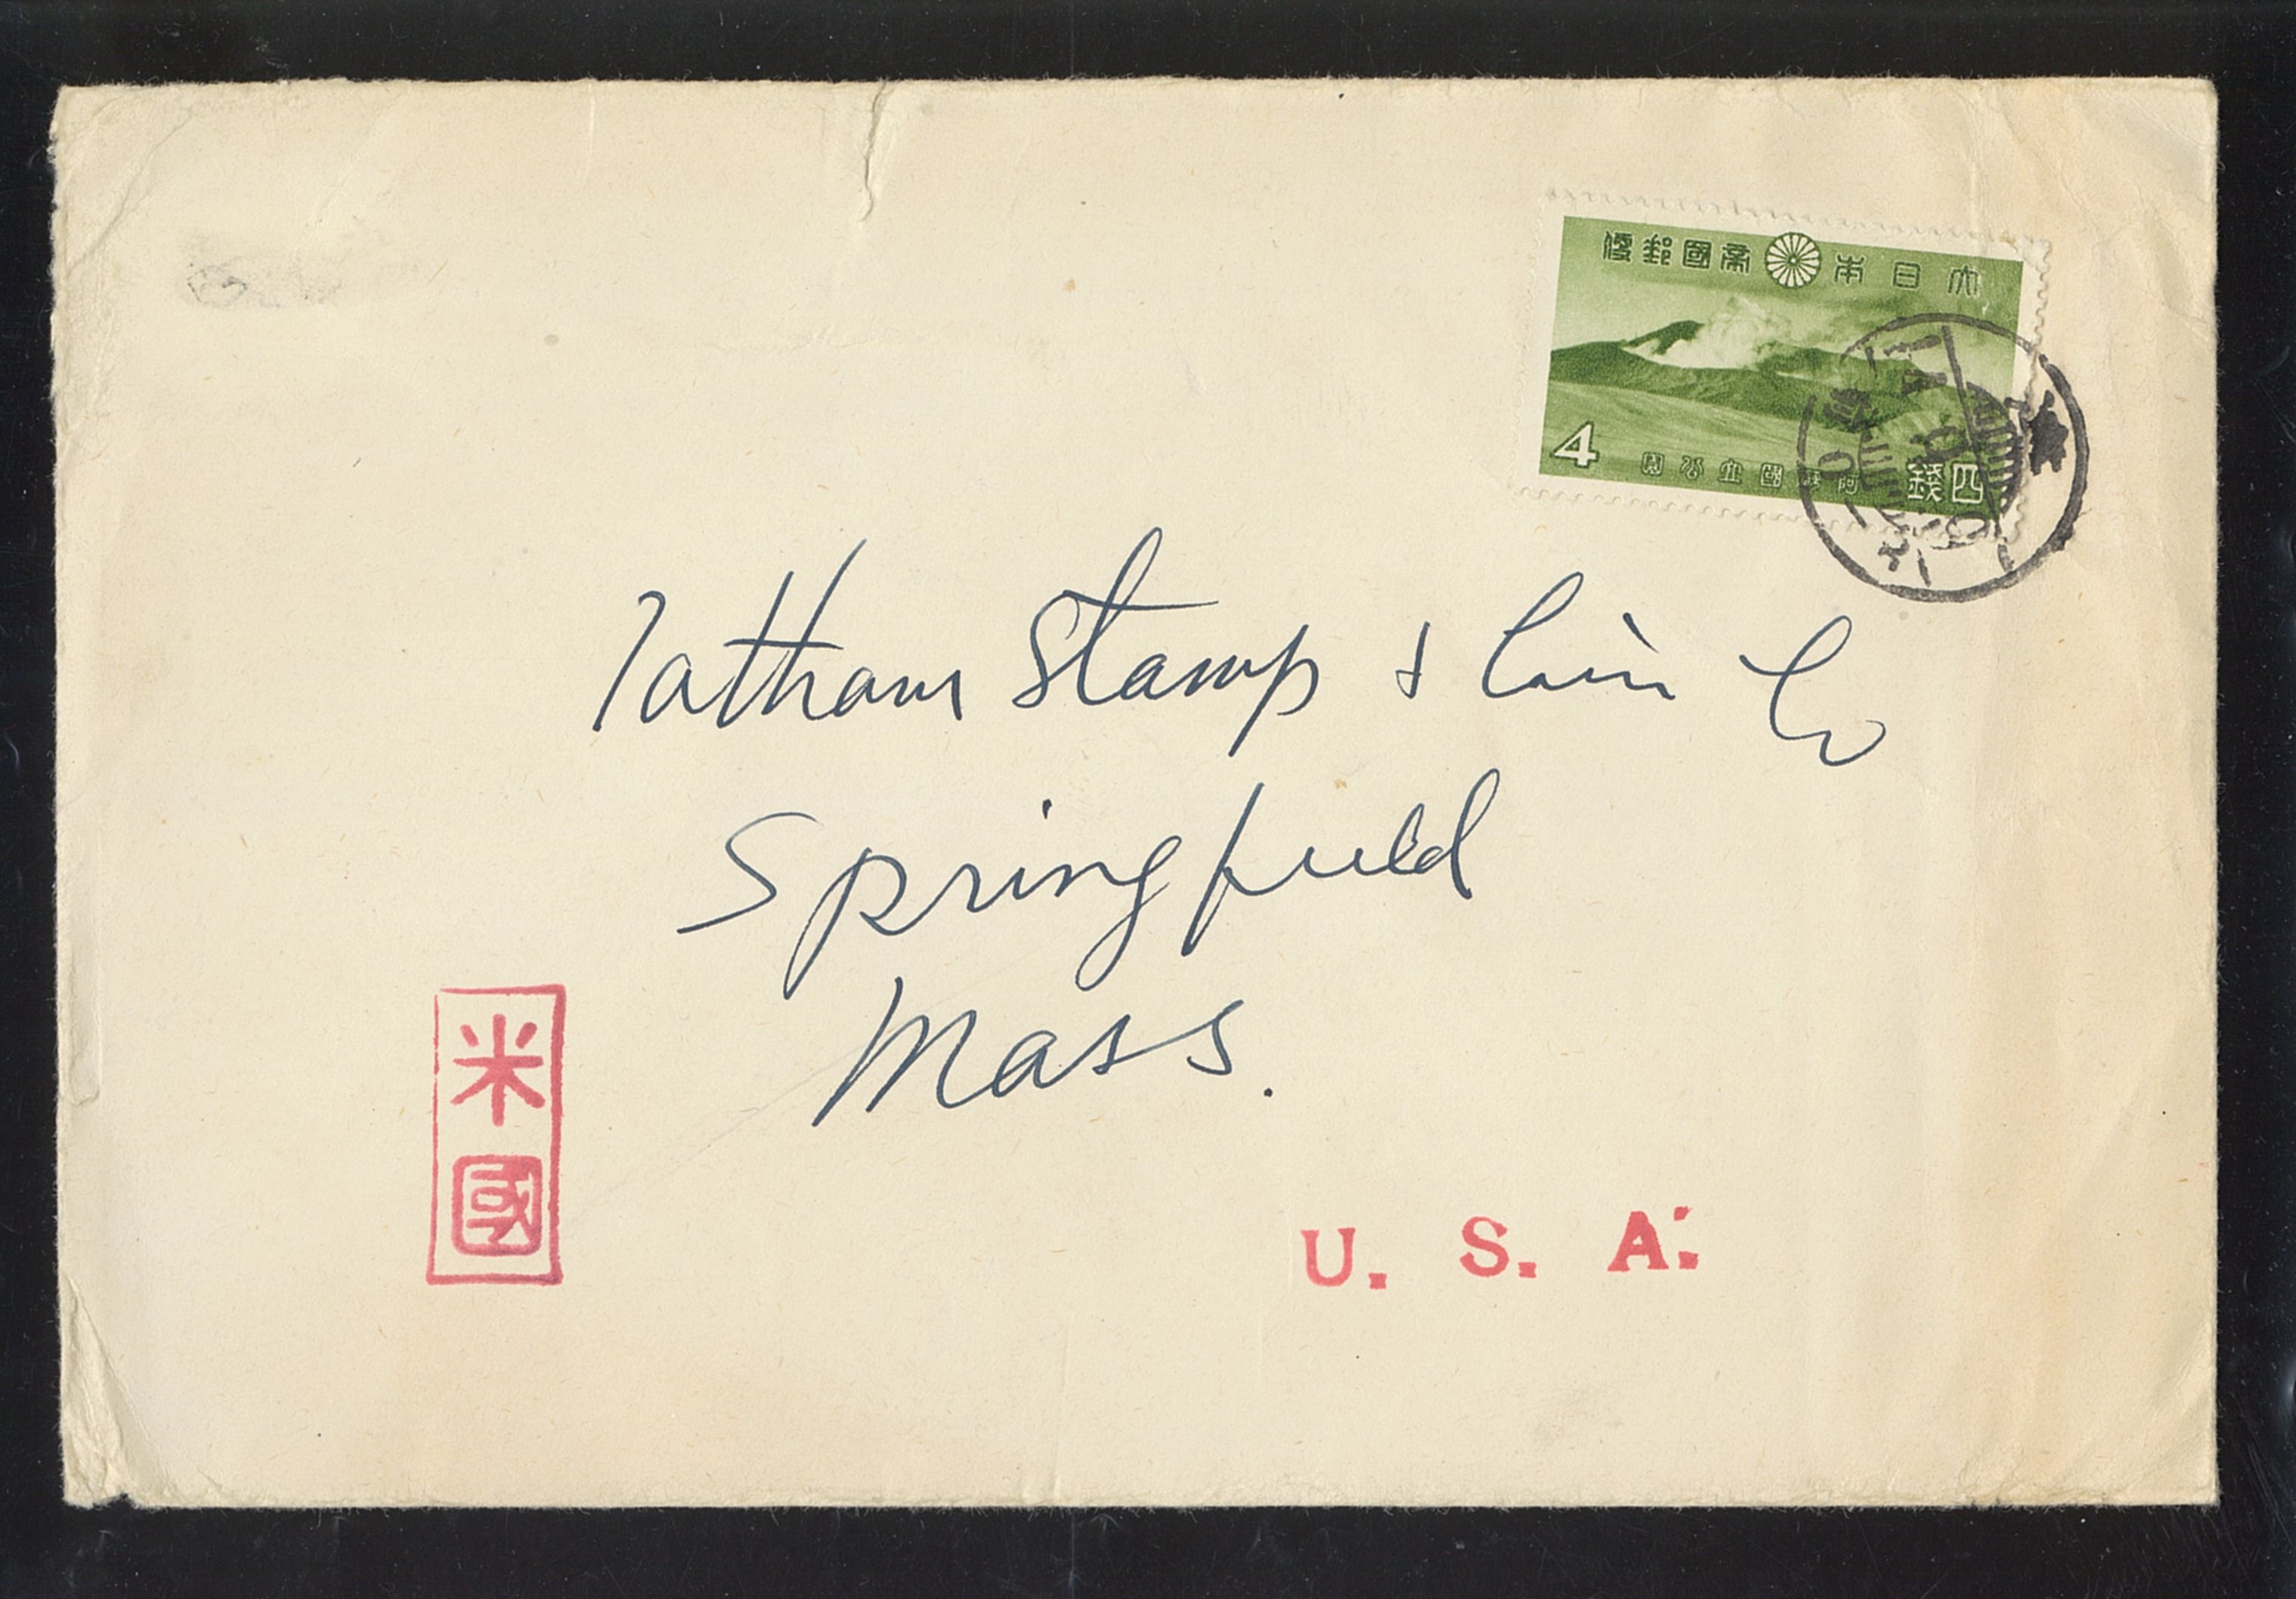 大日本帝國郵便
4
阿蘇國立公園
四錢
Tatham Stamp & Coin Co
Springfield
Mass.
米國
U. S. A.